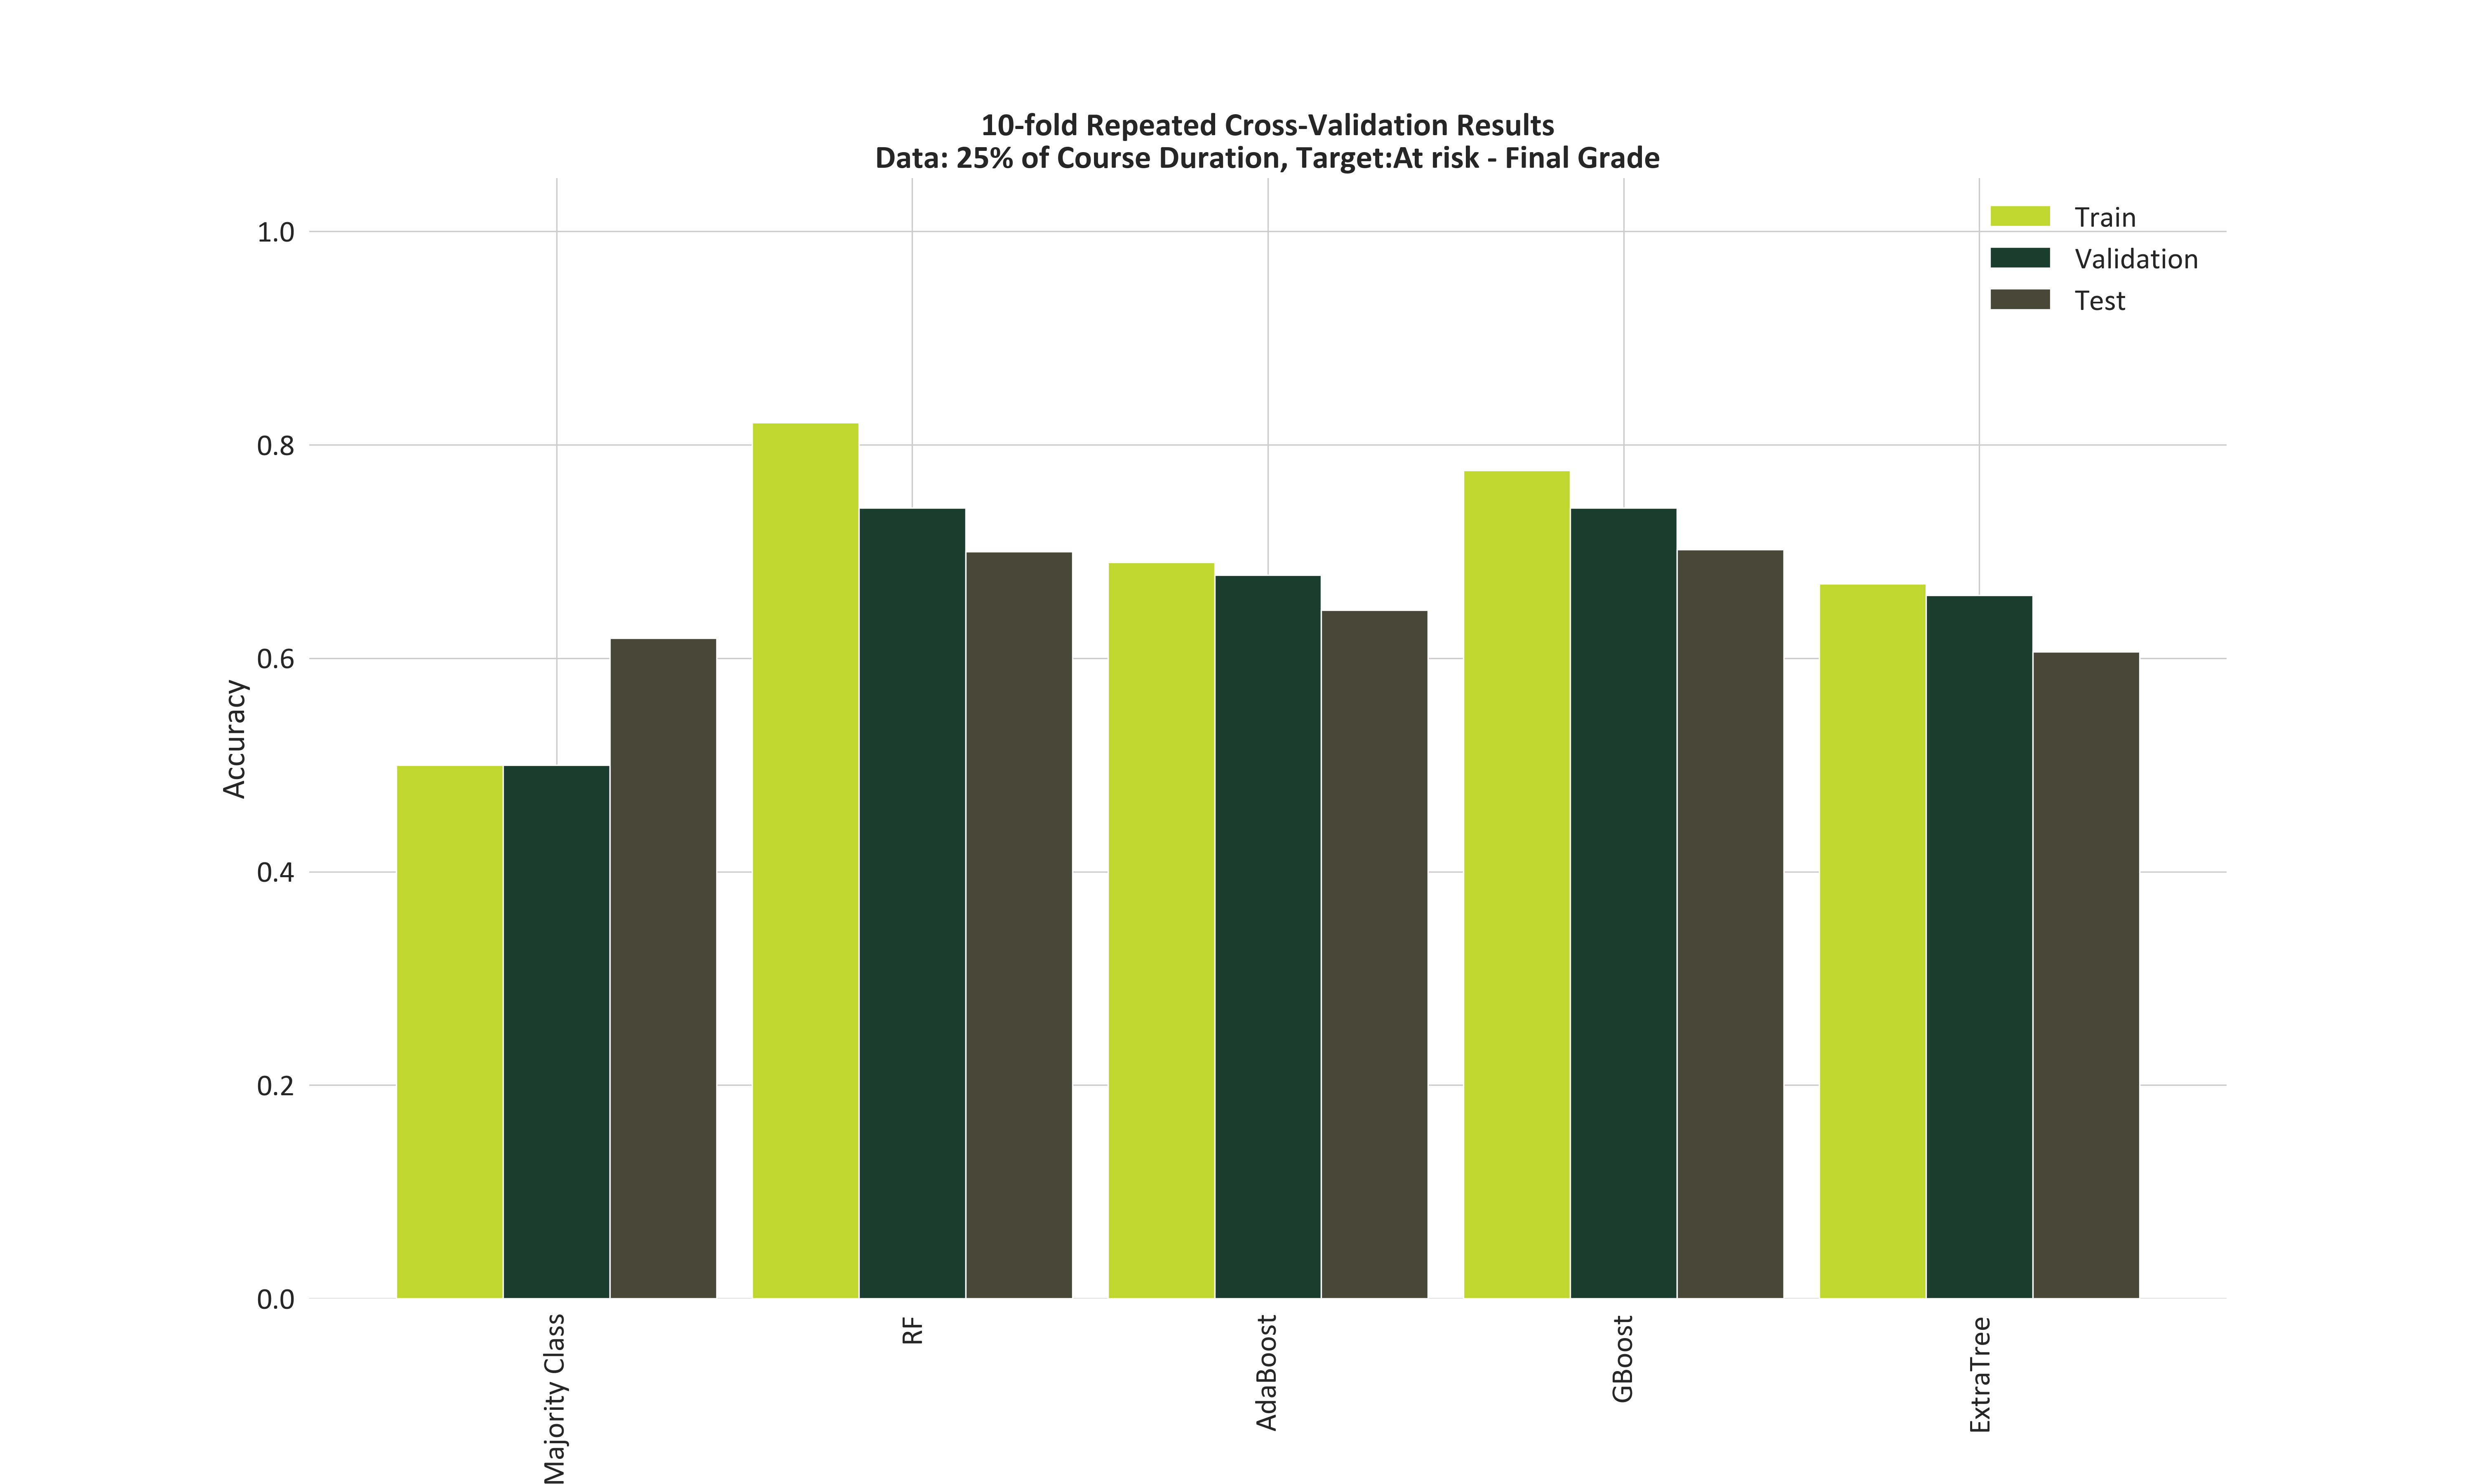 10-fold Repeated Cross-Validation Results
Data: 25% of Course Duration, Target:At risk - Final Grade
Train
Validation
Test
Accuracy
1.0
0.8
0.6
0.4
0.2
0.0
Majority Class
RF
AdaBoost
GBoost
ExtraTree